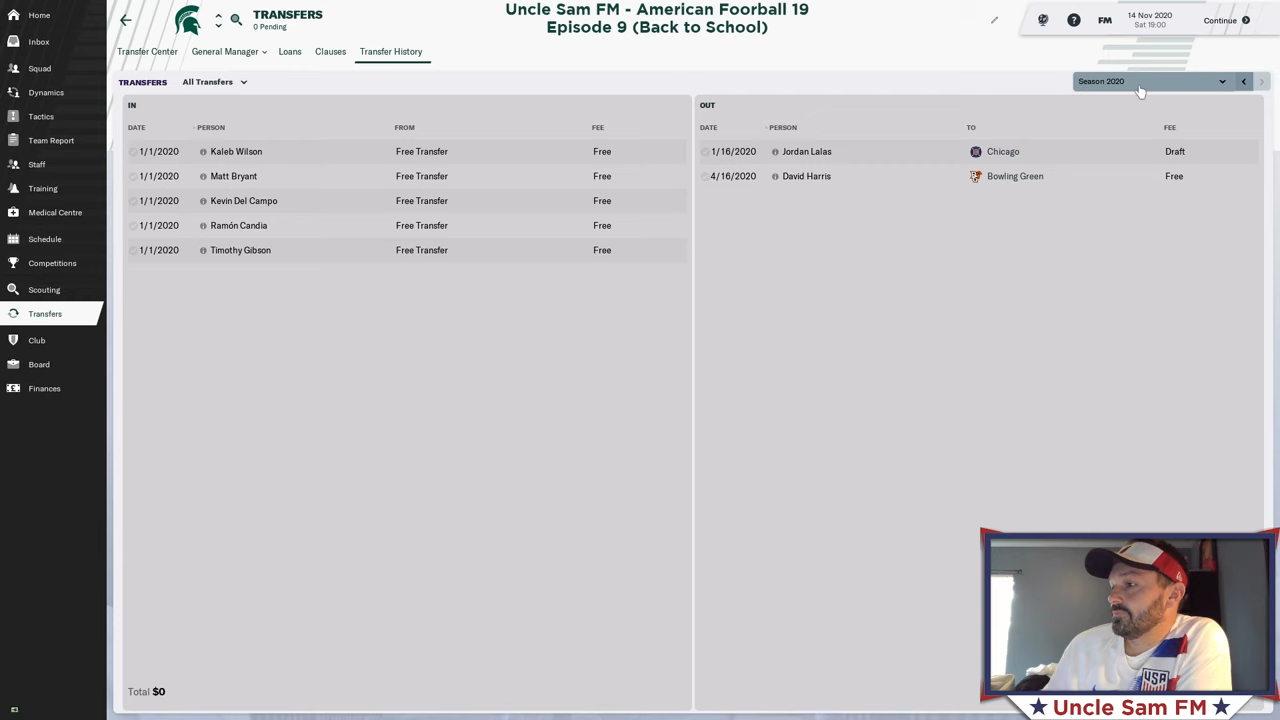 Uncle Sam FM - American Foorball 19
Episode 9 (Back to School)
TRANSFERS
0 Pending
14 Nov 2020
Sat 19:00
FM
Continue
Transfer Center
General Manager
Loans
Clauses
Transfer History
Home
Inbox
Squad
Dynamics
Tactics
Team Report
Staff
Training
Medical Centre
Schedule
Competitions
Scouting
Transfers
Club
Board
Finances
TRANSFERS All Transfers
Season 2020
IN
DATE PERSON FROM FEE
1/1/2020 Kaleb Wilson Free Transfer Free
1/1/2020 Matt Bryant Free Transfer Free
1/1/2020 Kevin Del Campo Free Transfer Free
1/1/2020 Ramón Candia Free Transfer Free
1/1/2020 Timothy Gibson Free Transfer Free
Total $0
OUT
DATE PERSON TO FEE
1/16/2020 Jordan Lalas Chicago Draft
4/16/2020 David Harris Bowling Green Free
USA
Uncle Sam FM